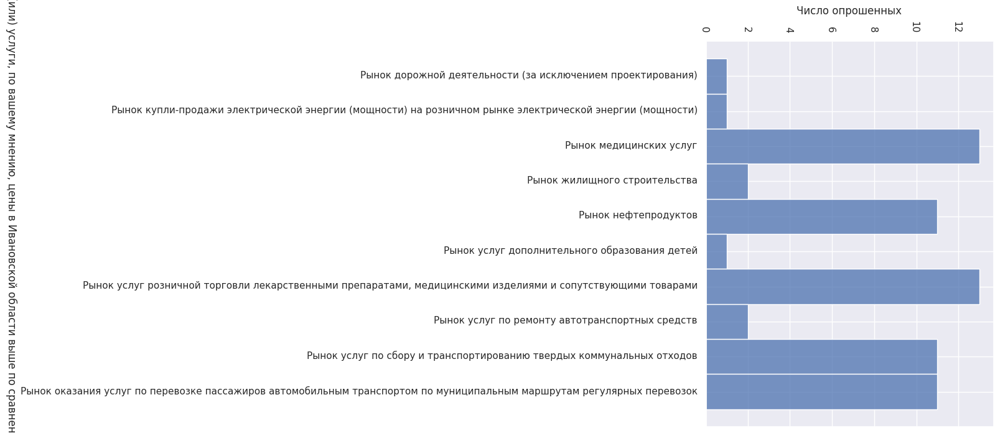 Число опрошенных
0 2 4 6 8 10 12
Рынок дорожной деятельности (за исключением проектирования)
Рынок купли-продажи электрической энергии (мощности) на розничном рынке электрической энергии (мощности)
Рынок медицинских услуг
Рынок жилищного строительства
Рынок нефтепродуктов
Рынок услуг дополнительного образования детей
Рынок услуг розничной торговли лекарственными препаратами, медицинскими изделиями и сопутствующими товарами
Рынок услуг по ремонту автотранспортных средств
Рынок услуг по сбору и транспортированию твердых коммунальных отходов
Рынок оказания услуг по перевозке пассажиров автомобильным транспортом по муниципальным маршрутам регулярных перевозок
или) услуги, по вашему мнению, цены в Ивановской области выше по сравнен